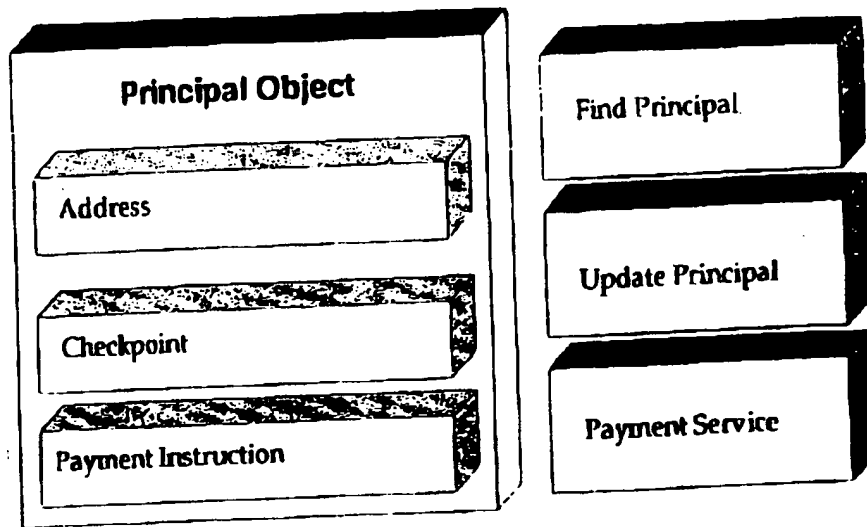 Principal Object
Address
Checkpoint
Payment Instruction
Find Principal
Update Principal
Payment Service